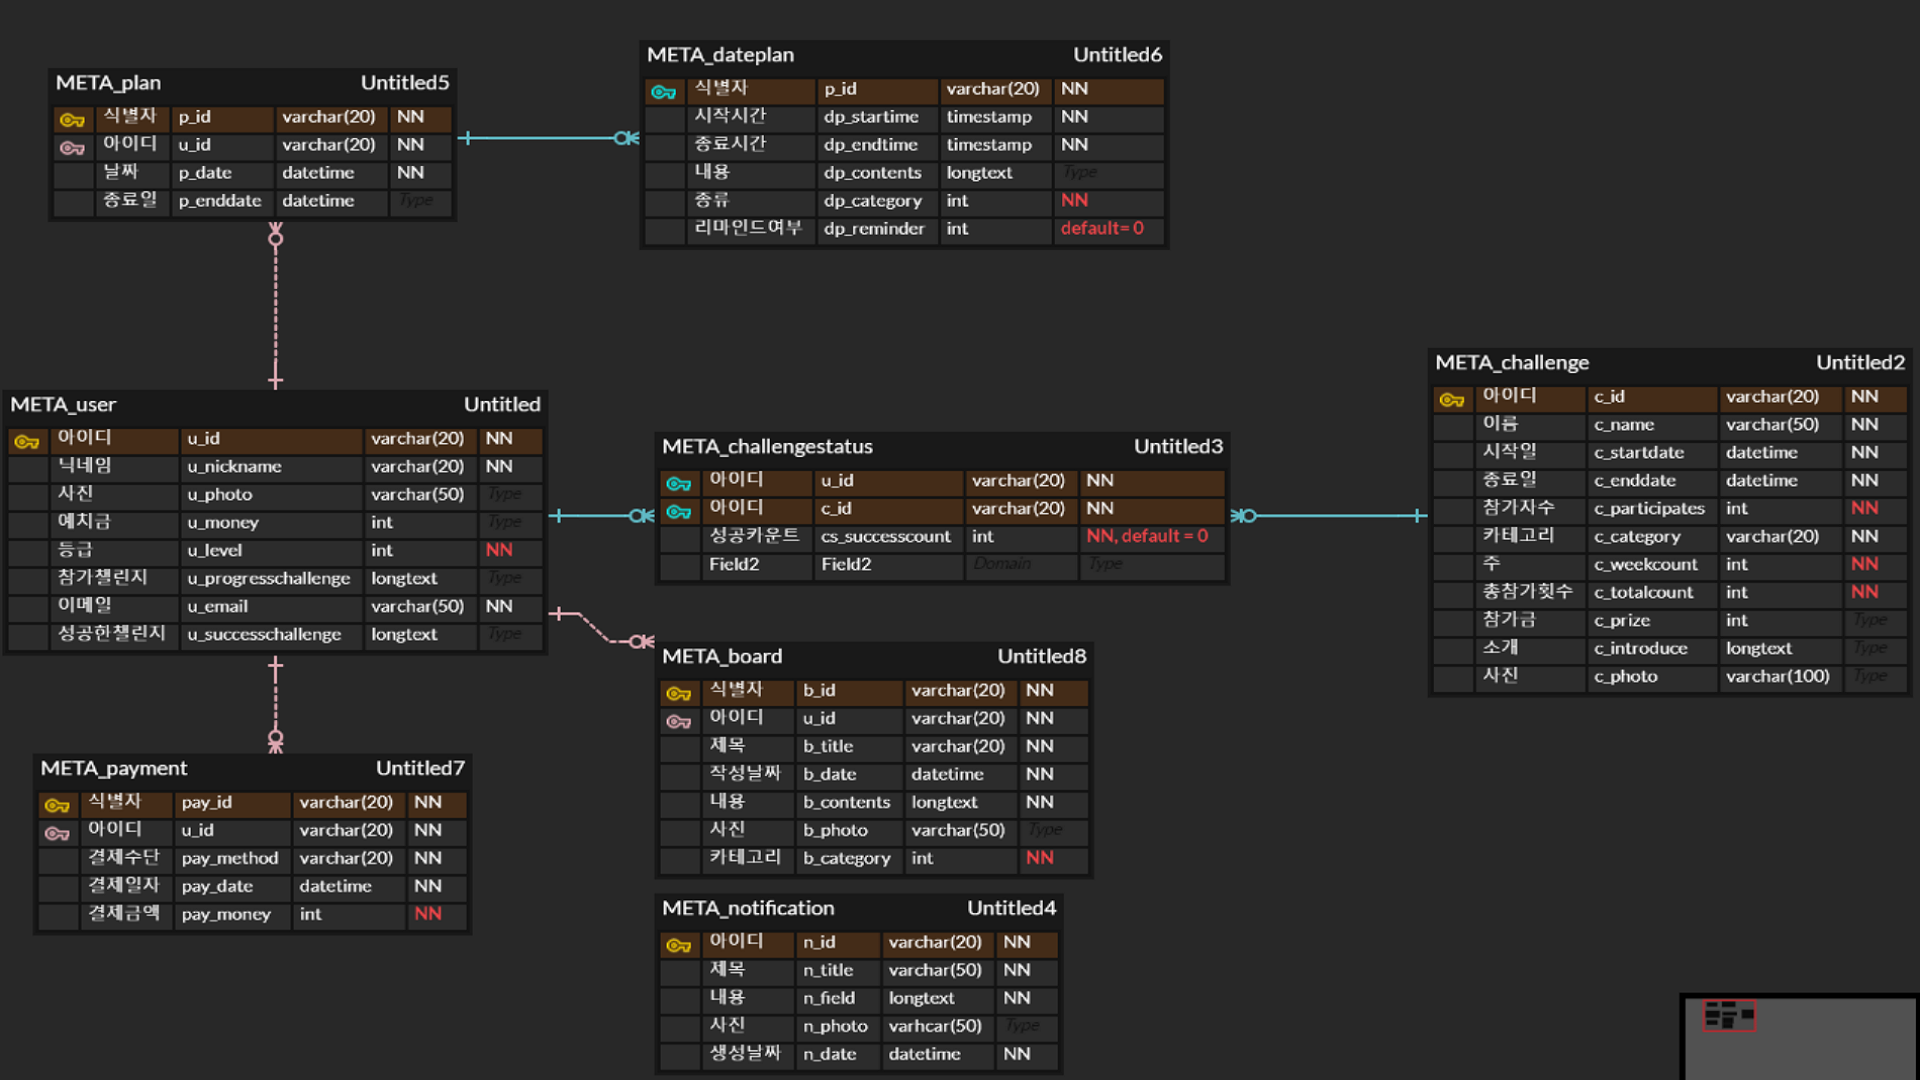 META_plan Untitled5
식별자 p_id varchar(20) NN
아이디 u_id varchar(20) NN
날짜 p_date datetime NN
종료일 p_enddate datetime Type
META_dateplan Untitled6
식별자 p_id varchar(20) NN
시작시간 dp_startime timestamp NN
종료시간 dp_endtime timestamp NN
내용 dp_contents longtext Type
종류 dp_category int NN
리마인드여부 dp_reminder int default= 0
META_user Untitled
아이디 u_id varchar(20) NN
닉네임 u_nickname varchar(20) NN
사진 u_photo varchar(50) Type
예치금 u_money int Type
등급 u_level int NN
참가챌린지 u_progresschallenge longtext Type
이메일 u_email varchar(50) NN
성공한챌린지 u_successchallenge longtext Type
META_challengestatus Untitled3
아이디 u_id varchar(20) NN
아이디 c_id varchar(20) NN
성공카운트 cs_successcount int NN, default = 0
Field2 Field2 Domain Type
META_challenge Untitled2
아이디 c_id varchar(20) NN
이름 c_name varchar(50) NN
시작일 c_startdate datetime NN
종료일 c_enddate datetime NN
참가자수 c_participates int NN
카테고리 c_category varchar(20) NN
주 c_weekcount int NN
총참가횟수 c_totalcount int NN
참가금 c_prize int Type
소개 c_introduce longtext Type
사진 c_photo varchar(100) Type
META_board Untitled8
식별자 b_id varchar(20) NN
아이디 u_id varchar(20) NN
제목 b_title varchar(20) NN
작성날짜 b_date datetime NN
내용 b_contents longtext NN
사진 b_photo varchar(50) Type
카테고리 b_category int NN
META_payment Untitled7
식별자 pay_id varchar(20) NN
아이디 u_id varchar(20) NN
결제수단 pay_method varchar(20) NN
결제일자 pay_date datetime NN
결제금액 pay_money int NN
META_notification Untitled4
아이디 n_id varchar(20) NN
제목 n_title varchar(50) NN
내용 n_field longtext NN
사진 n_photo varhcar(50) Type
생성날짜 n_date datetime NN